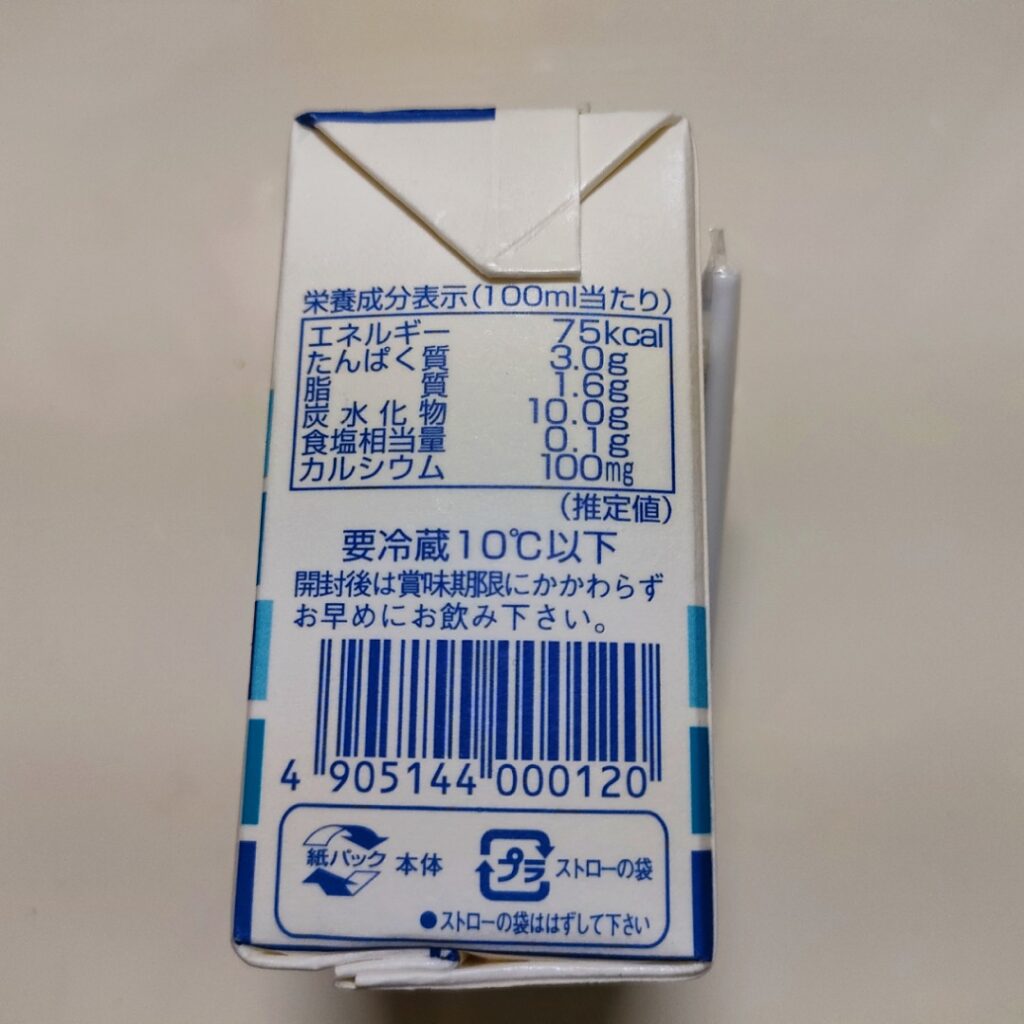 栄養成分表示(100ml当たり)
エネルギー 75kcal
たんぱく質 3.0g
脂質 1.6g
炭水化物 10.0g
食塩相当量 0.1g
カルシウム 100mg
(推定値)
要冷蔵10℃以下
開封後は賞味期限にかかわらず
お早めにお飲み下さい。
4 905144 000120
紙パック 本体 プラ ストローの袋
●ストローの袋ははずして下さい